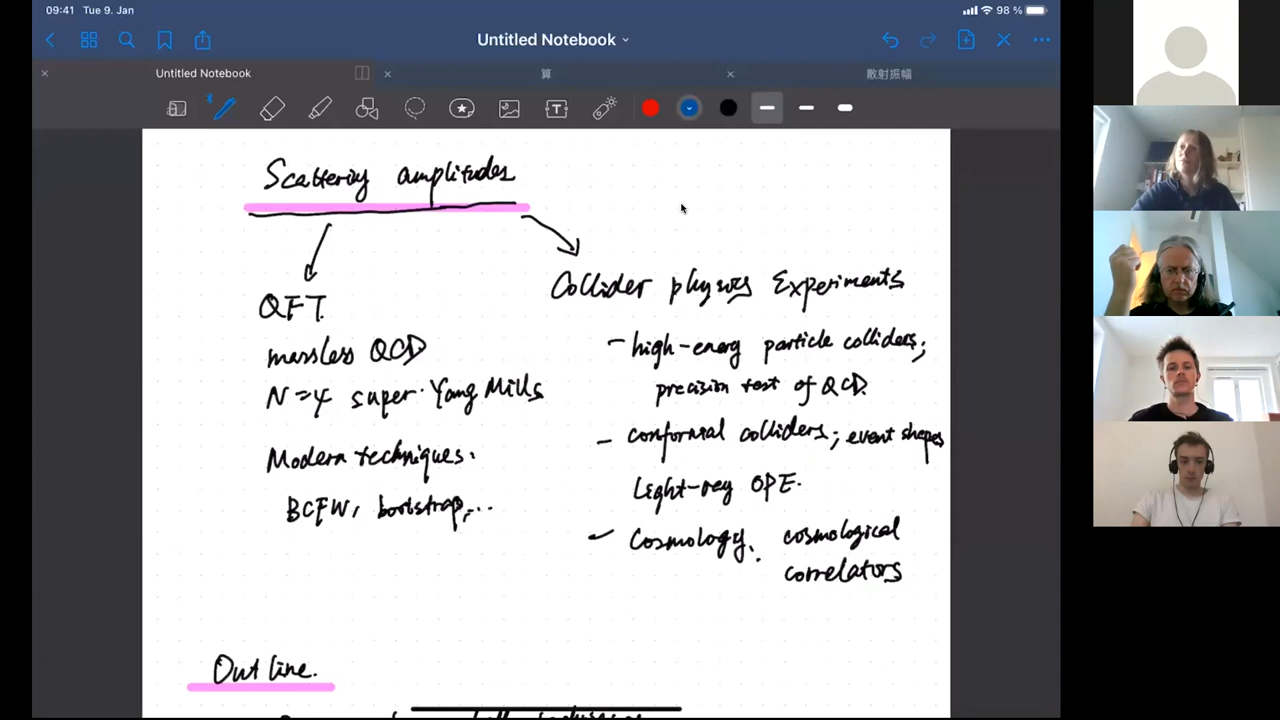 09:41 Tue 9. Jan
98 %
Untitled Notebook
Untitled Notebook
算
散射振幅
Scattering amplitudes
QFT.
massless QCD
N=4 super Yang Mills
Modern techniques.
BCFW, bootstrap, ...
Collider physics Experiments
- high-energy particle colliders;
precision test of QCD.
- conformal colliders; event shapes
Light-ray OPE.
- Cosmology. cosmological
correlators
Outline.